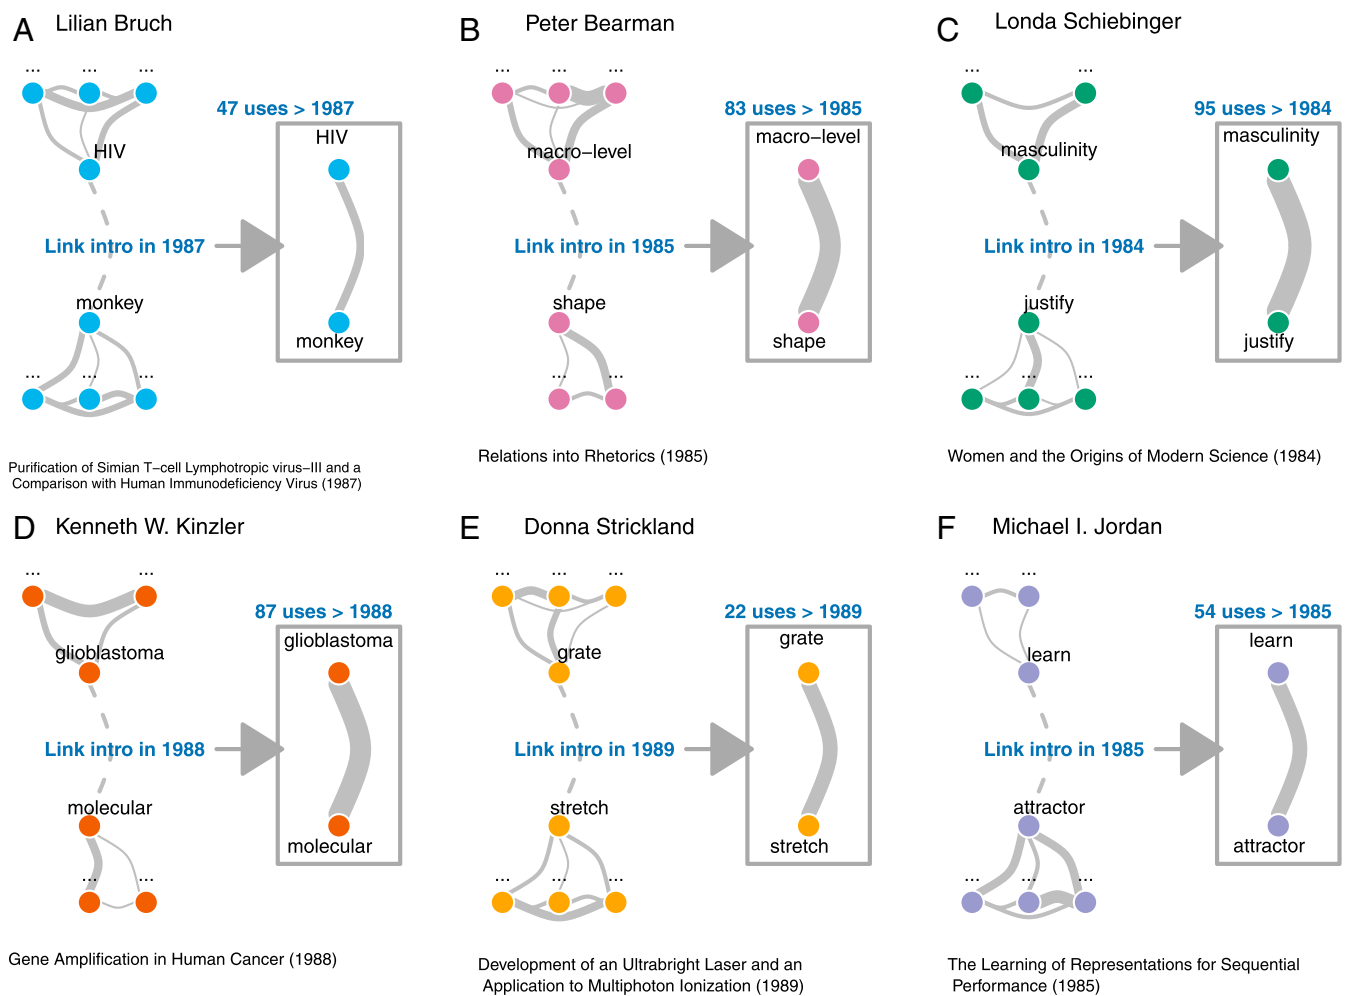 A Lilian Bruch
... ... ...
47 uses > 1987
HIV
HIV
Link intro in 1987
monkey
monkey
... ... ...
Purification of Simian T−cell Lymphotropic virus−III and a
Comparison with Human Immunodeficiency Virus (1987)
B Peter Bearman
... ... ...
83 uses > 1985
macro−level
macro−level
Link intro in 1985
shape
shape
... ...
Relations into Rhetorics (1985)
C Londa Schiebinger
... ...
95 uses > 1984
masculinity
masculinity
Link intro in 1984
justify
justify
... ... ...
Women and the Origins of Modern Science (1984)
D Kenneth W. Kinzler
... ...
87 uses > 1988
glioblastoma
glioblastoma
Link intro in 1988
molecular
molecular
... ...
Gene Amplification in Human Cancer (1988)
E Donna Strickland
... ... ...
22 uses > 1989
grate
grate
Link intro in 1989
stretch
stretch
... ... ...
Development of an Ultrabright Laser and an
Application to Multiphoton Ionization (1989)
F Michael I. Jordan
... ...
54 uses > 1985
learn
learn
Link intro in 1985
attractor
attractor
... ... ...
The Learning of Representations for Sequential
Performance (1985)